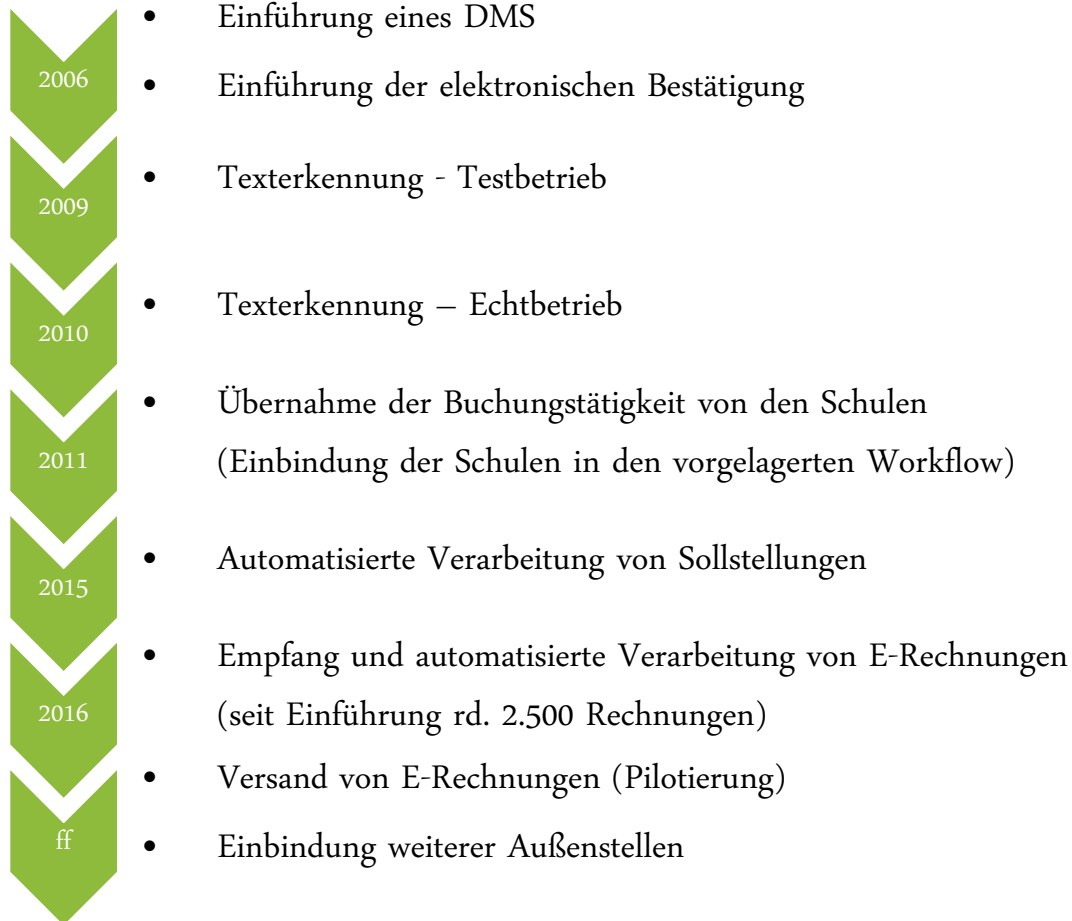 • Einführung eines DMS
2006
• Einführung der elektronischen Bestätigung
• Texterkennung - Testbetrieb
2009
• Texterkennung – Echtbetrieb
2010
• Übernahme der Buchungstätigkeit von den Schulen
2011
(Einbindung der Schulen in den vorgelagerten Workflow)
• Automatisierte Verarbeitung von Sollstellungen
2015
• Empfang und automatisierte Verarbeitung von E-Rechnungen
2016
(seit Einführung rd. 2.500 Rechnungen)
• Versand von E-Rechnungen (Pilotierung)
ff
• Einbindung weiterer Außenstellen